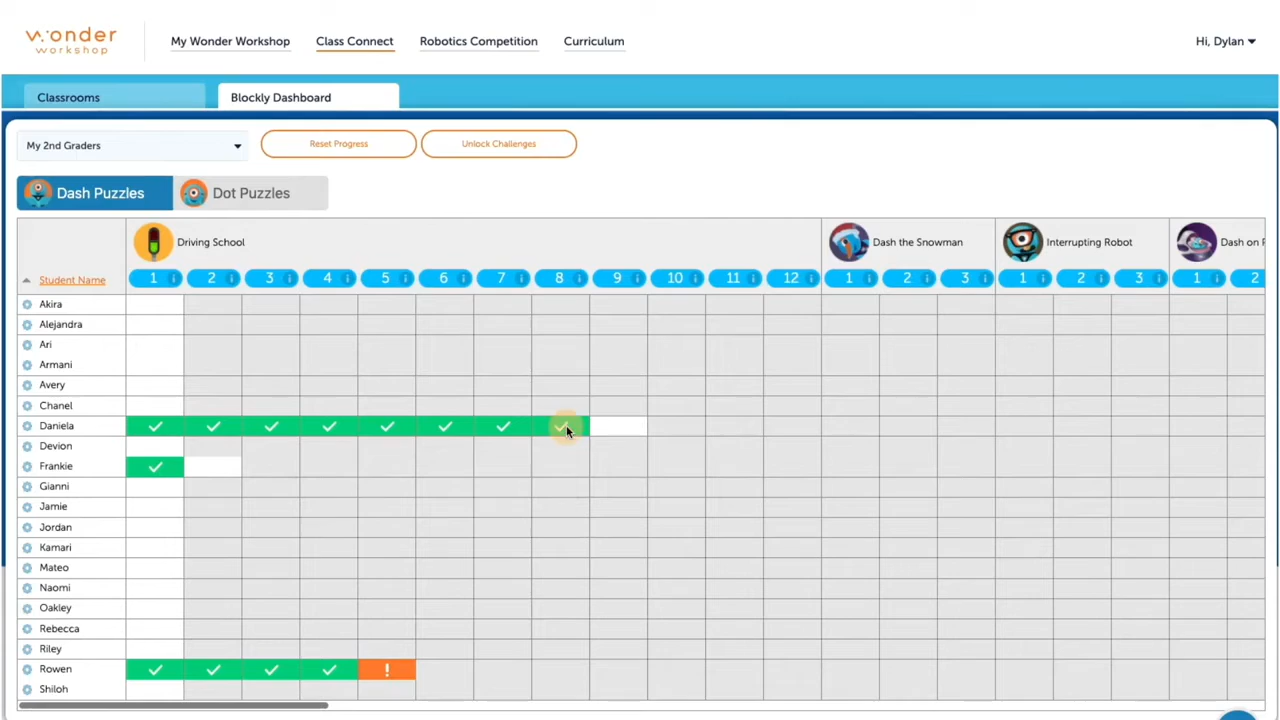 wonder
workshop
My Wonder Workshop Class Connect Robotics Competition Curriculum Hi, Dylan
Classrooms Blockly Dashboard
My 2nd Graders Reset Progress Unlock Challenges
Dash Puzzles Dot Puzzles
Driving School Dash the Snowman Interrupting Robot Dash on
Student Name 1 i 2 i 3 i 4 i 5 i 6 i 7 i 8 i 9 i 10 i 11 i 12 i 1 i 2 i 3 i 1 i 2 i 3 i 1 i 2
Akira
Alejandra
Ari
Armani
Avery
Chanel
Daniela
Devion
Frankie
Gianni
Jamie
Jordan
Kamari
Mateo
Naomi
Oakley
Rebecca
Riley
Rowen !
Shiloh